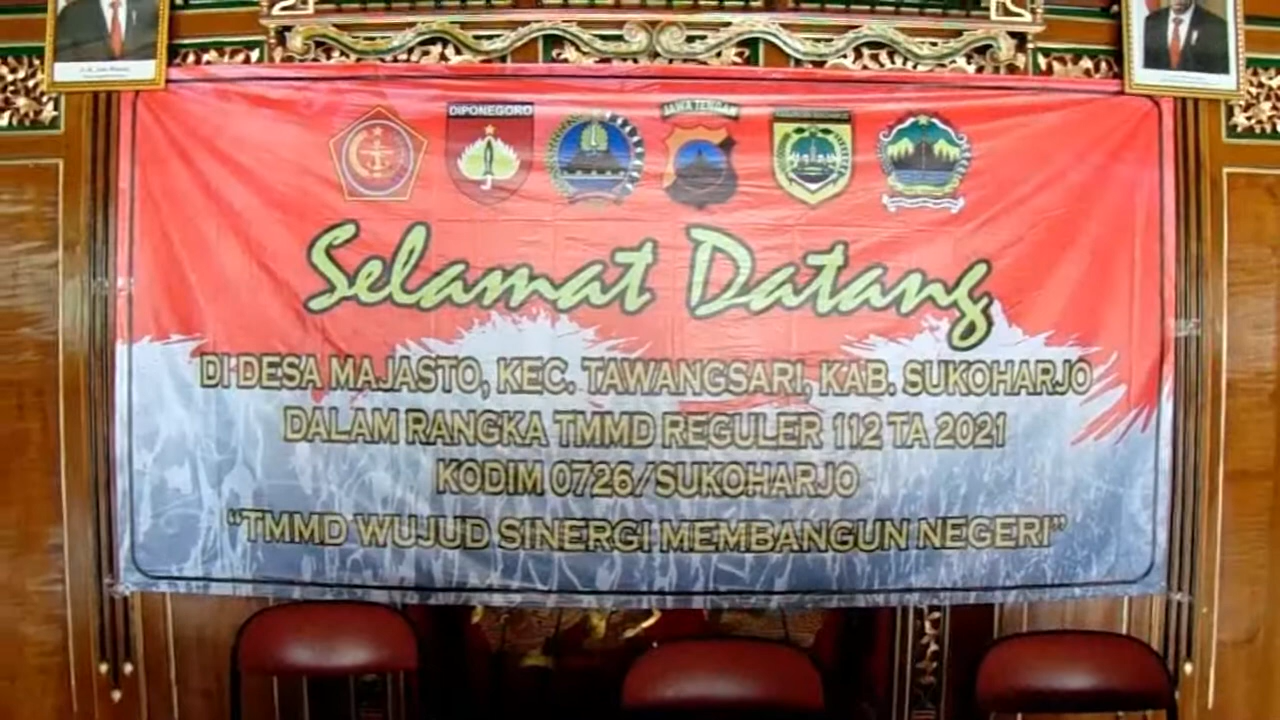 DIPONEGORO
JAWA TENGAH
Selamat Datang
DI DESA MAJASTO, KEC. TAWANGSARI, KAB. SUKOHARJO
DALAM RANGKA TMMD REGULER 112 TA 2021
KODIM 0726/SUKOHARJO
“TMMD WUJUD SINERGI MEMBANGUN NEGERI”